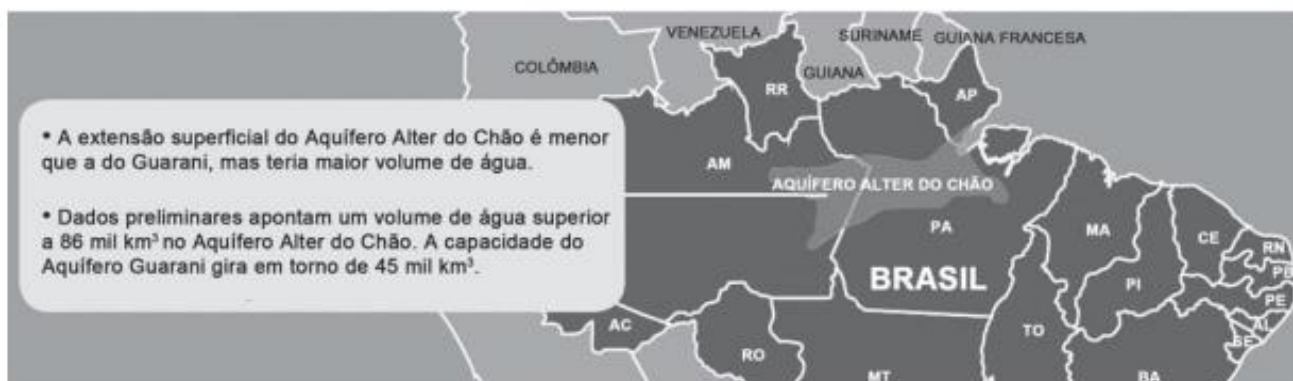 VENEZUELA
SURINAME
GUIANA FRANCESA
COLÔMBIA
GUIANA
RR
AP
• A extensão superficial do Aquífero Alter do Chão é menor
que a do Guarani, mas teria maior volume de água.
• Dados preliminares apontam um volume de água superior
a 86 mil km³ no Aquífero Alter do Chão. A capacidade do
Aquífero Guarani gira em torno de 45 mil km³.
AM
AQUÍFERO ALTER DO CHÃO
PA
MA
CE
RN
PB
BRASIL
PI
PE
AC
TO
AL
SE
RO
MT
BA